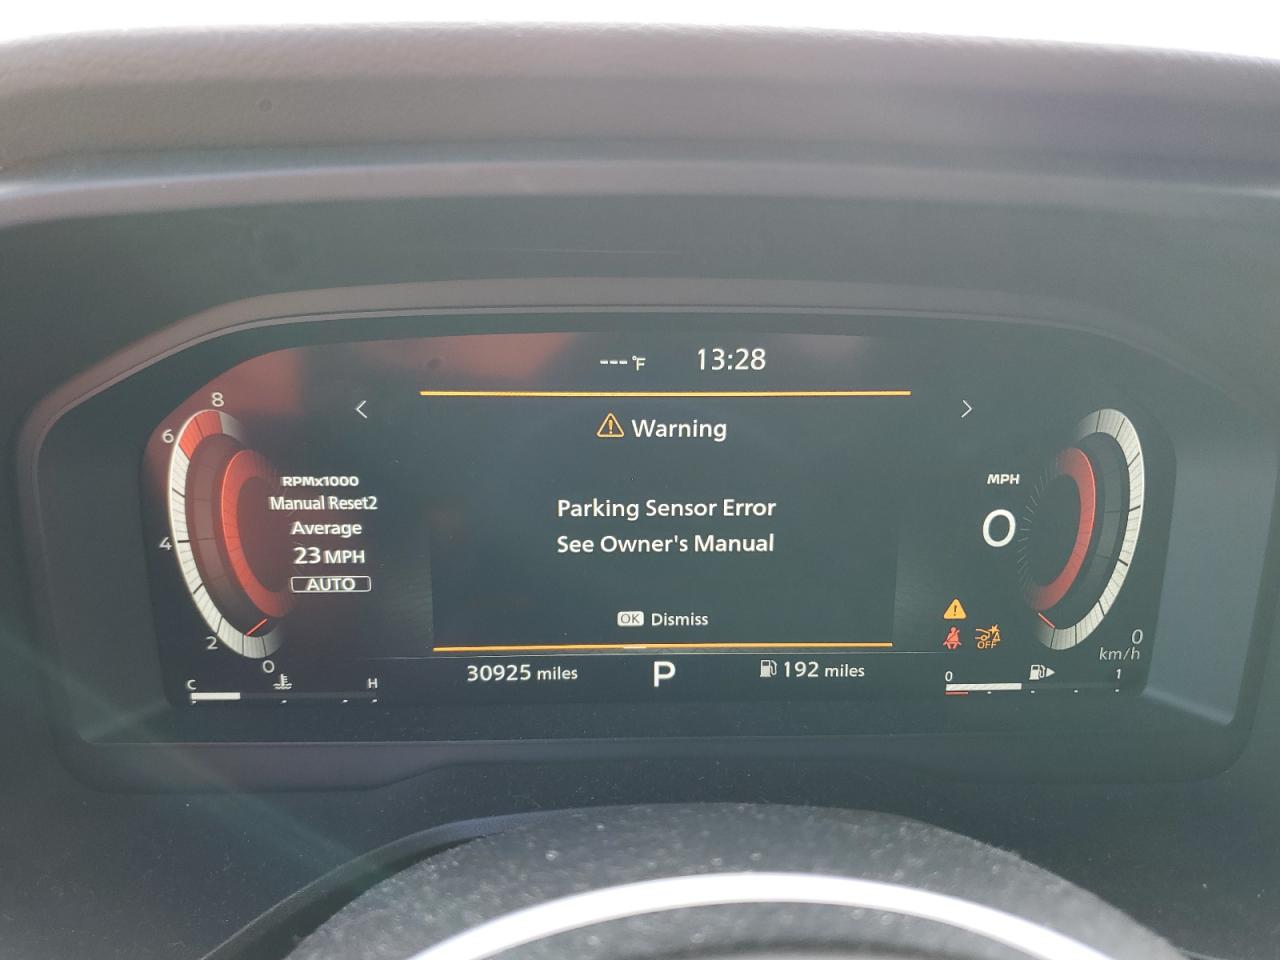 ---°F 13:28
Warning
Parking Sensor Error
See Owner's Manual
OK Dismiss
30925 miles P 192 miles
8
6
4
2
0
RPMx1000
Manual Reset2
Average
23 MPH
AUTO
C H
MPH
0
OFF
0
km/h
0 1